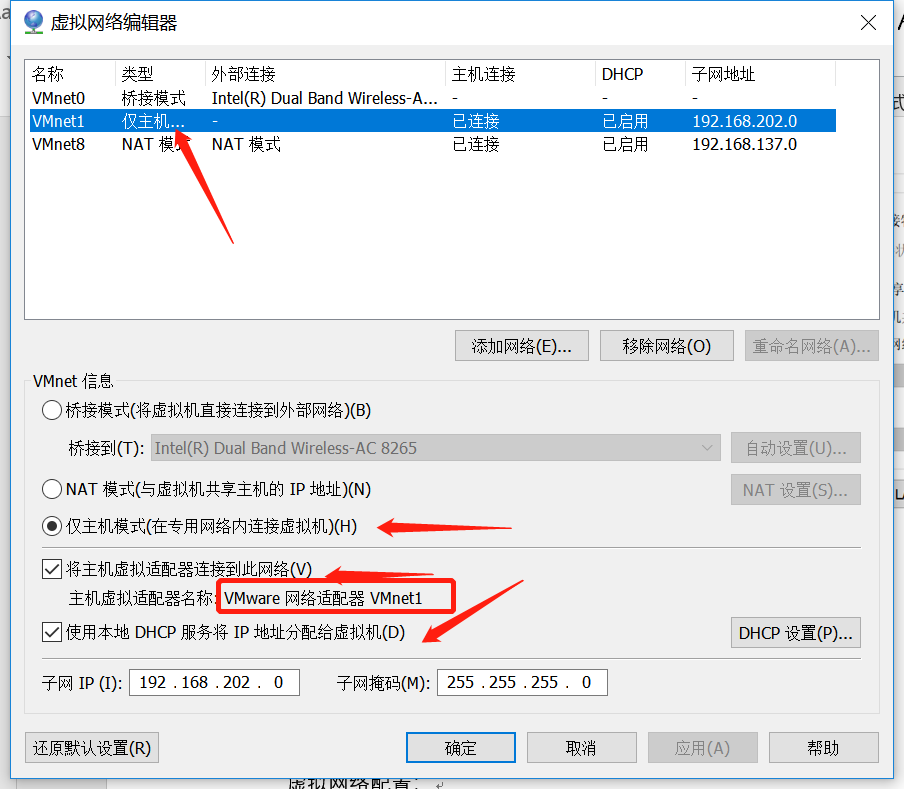 虚拟网络编辑器
名称 类型 外部连接 主机连接 DHCP 子网地址
VMnet0 桥接模式 Intel(R) Dual Band Wireless-A... - - -
VMnet1 仅主机... - 已连接 已启用 192.168.202.0
VMnet8 NAT 模式 NAT 模式 已连接 已启用 192.168.137.0
添加网络(E)... 移除网络(O) 重命名网络(A)...
VMnet 信息
桥接模式(将虚拟机直接连接到外部网络)(B)
桥接到(T): Intel(R) Dual Band Wireless-AC 8265 自动设置(U)...
NAT 模式(与虚拟机共享主机的 IP 地址)(N) NAT 设置(S)...
仅主机模式(在专用网络内连接虚拟机)(H)
将主机虚拟适配器连接到此网络(V)
主机虚拟适配器名称: VMware 网络适配器 VMnet1
使用本地 DHCP 服务将 IP 地址分配给虚拟机(D) DHCP 设置(P)...
子网 IP (I): 192 . 168 . 202 . 0 子网掩码(M): 255 . 255 . 255 . 0
还原默认设置(R) 确定 取消 应用(A) 帮助
虚拟网络配置: